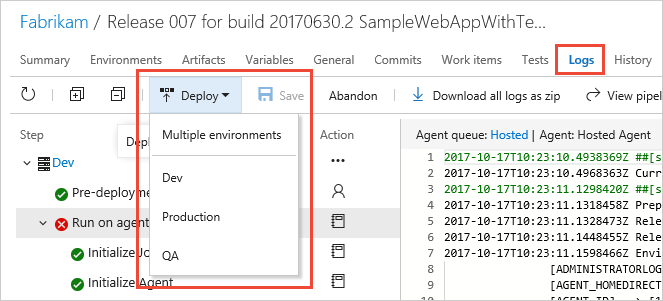 Fabrikam / Release 007 for build 20170630.2 SampleWebAppWithTe...
Summary Environments Artifacts Variables General Commits Work items Tests Logs History
Deploy Save Abandon Download all logs as zip View pipel
Step Action
Multiple environments
Dev
Production
QA
Dev
Pre-deployme
Run on agent
Initialize Jo
Initialize Agent
Agent queue: Hosted | Agent: Hosted Agent
1 2017-10-17T10:23:10.4938369Z ##[s
2 2017-10-17T10:23:10.4968363Z Curr
3 2017-10-17T10:23:11.1298420Z ##[s
4 2017-10-17T10:23:11.1318458Z Prep
5 2017-10-17T10:23:11.1328473Z Rele
6 2017-10-17T10:23:11.1448455Z Rele
7 2017-10-17T10:23:11.1598466Z Envi
8 [ADMINISTRATORLOG
9 [AGENT_HOMEDIRECT